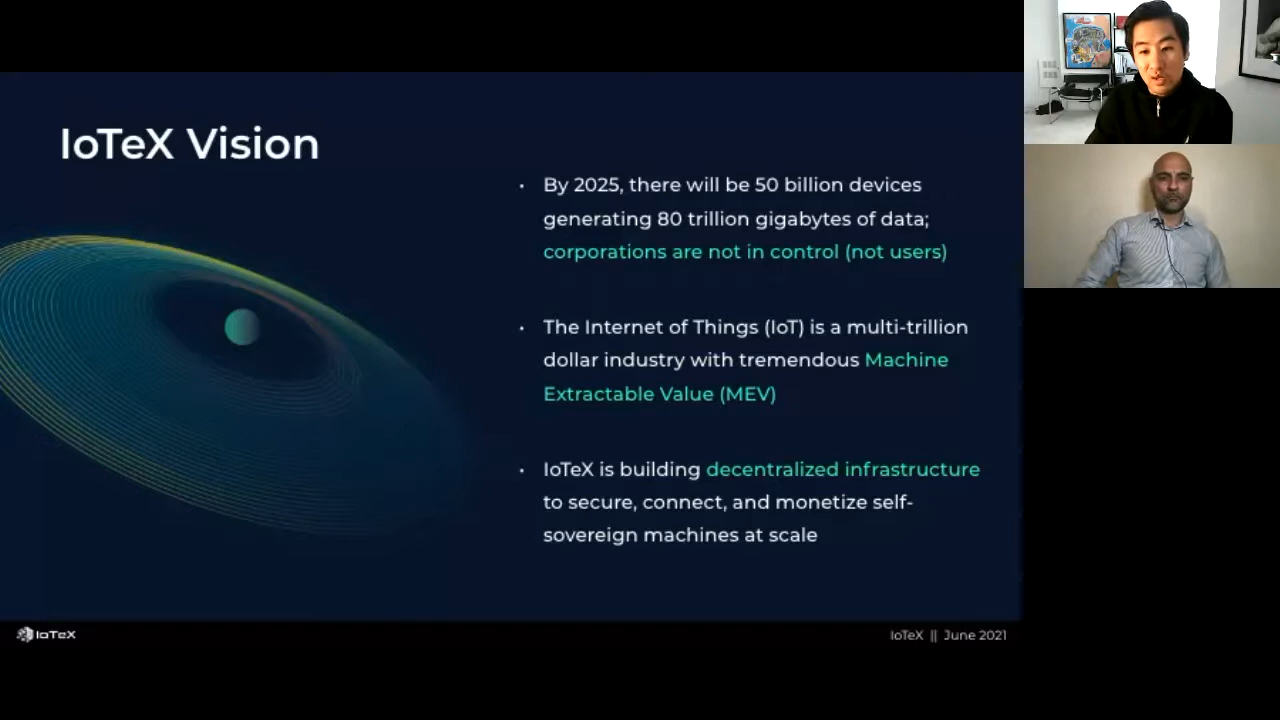 IoTeX Vision
• By 2025, there will be 50 billion devices
generating 80 trillion gigabytes of data;
corporations are not in control (not users)
• The Internet of Things (IoT) is a multi-trillion
dollar industry with tremendous Machine
Extractable Value (MEV)
• IoTeX is building decentralized infrastructure
to secure, connect, and monetize self-
sovereign machines at scale
IoTeX
IoTeX || June 2021